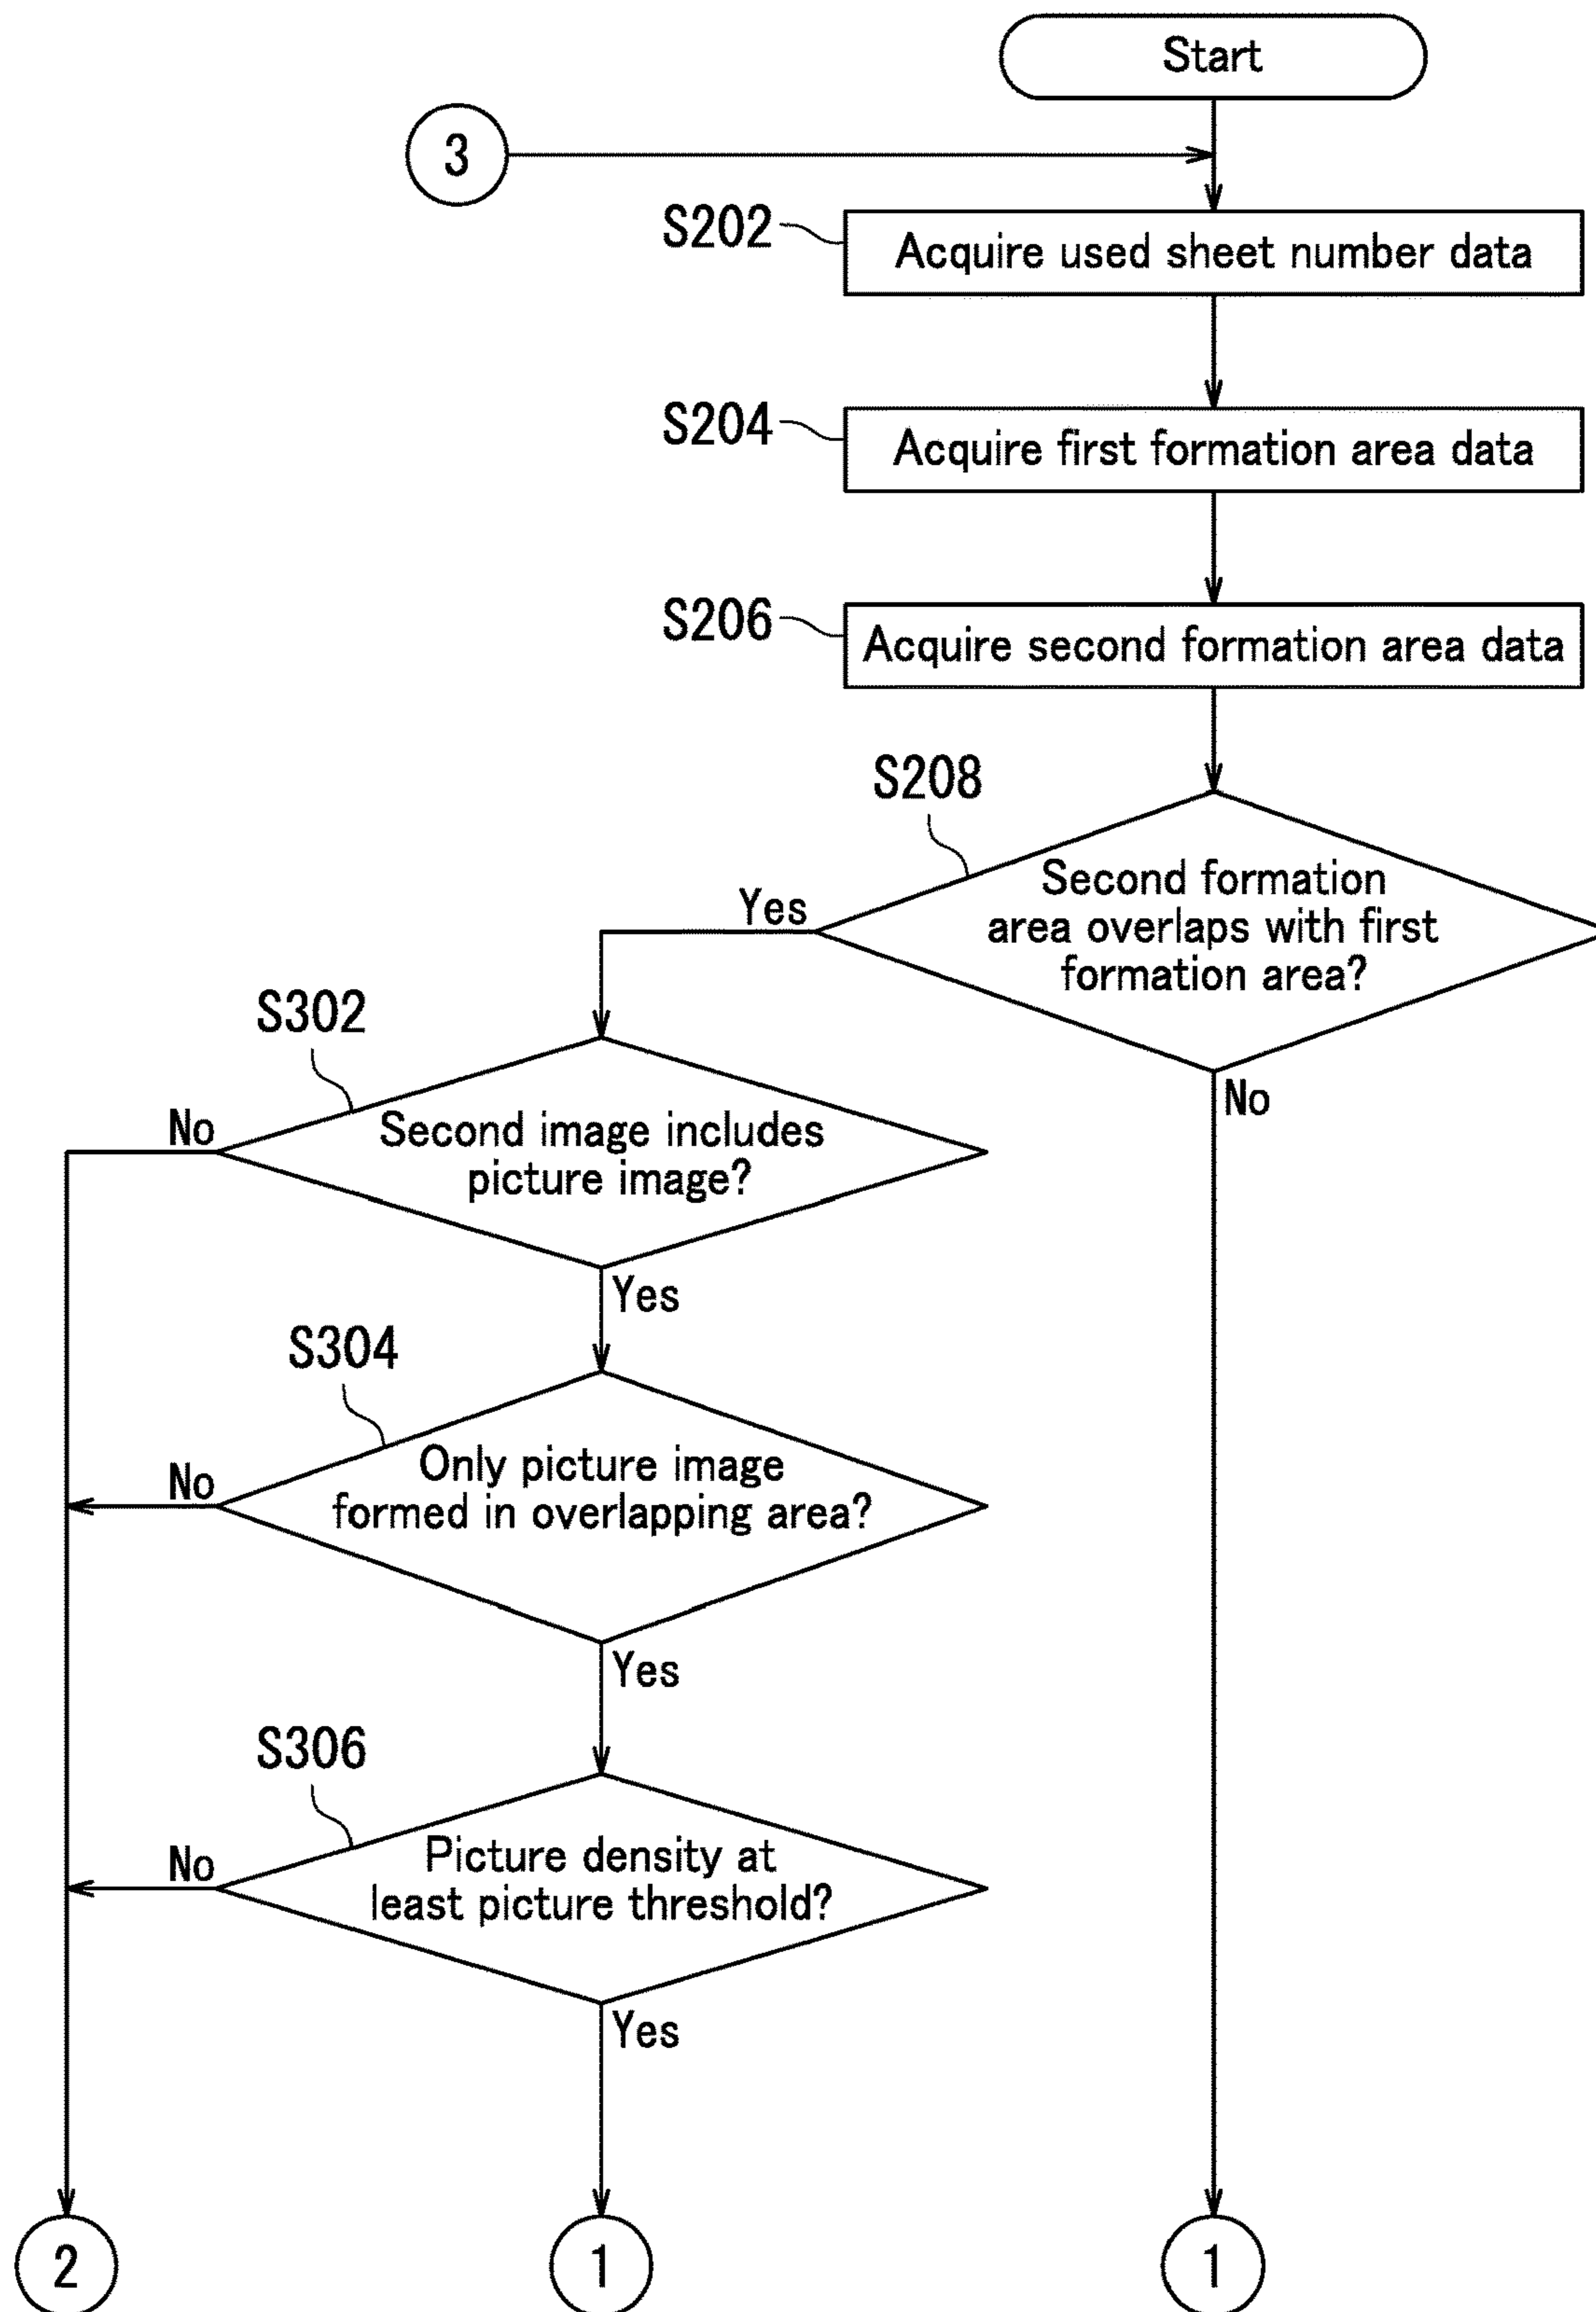 Start
3
S202
Acquire used sheet number data
S204
Acquire first formation area data
S206
Acquire second formation area data
S208
Second formation
area overlaps with first
formation area?
Yes
No
S302
Second image includes
picture image?
No
Yes
S304
Only picture image
formed in overlapping area?
No
Yes
S306
Picture density at
least picture threshold?
No
Yes
2
1
1